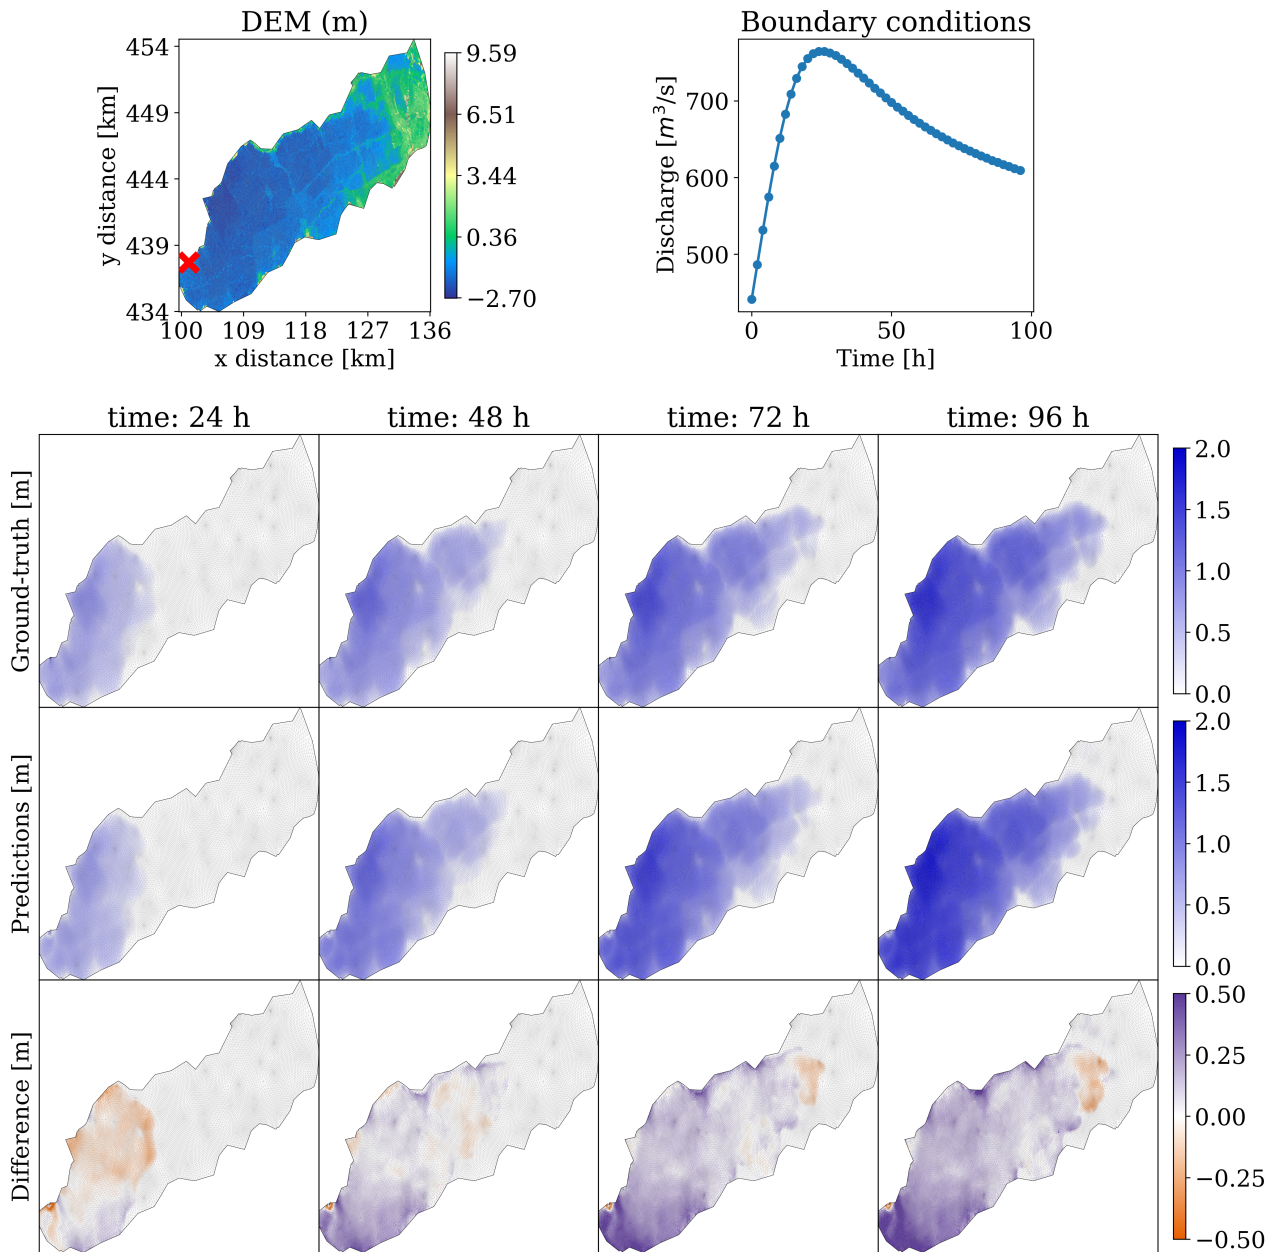 DEM (m)
454
449
444
439
434
y distance [km]
100 109 118 127 136
x distance [km]
9.59
6.51
3.44
0.36
−2.70
Boundary conditions
700
600
500
Discharge [m³/s]
0 50 100
Time [h]
time: 24 h time: 48 h time: 72 h time: 96 h
Ground-truth [m]
2.0
1.5
1.0
0.5
0.0
Predictions [m]
2.0
1.5
1.0
0.5
0.0
Difference [m]
0.50
0.25
0.00
−0.25
−0.50